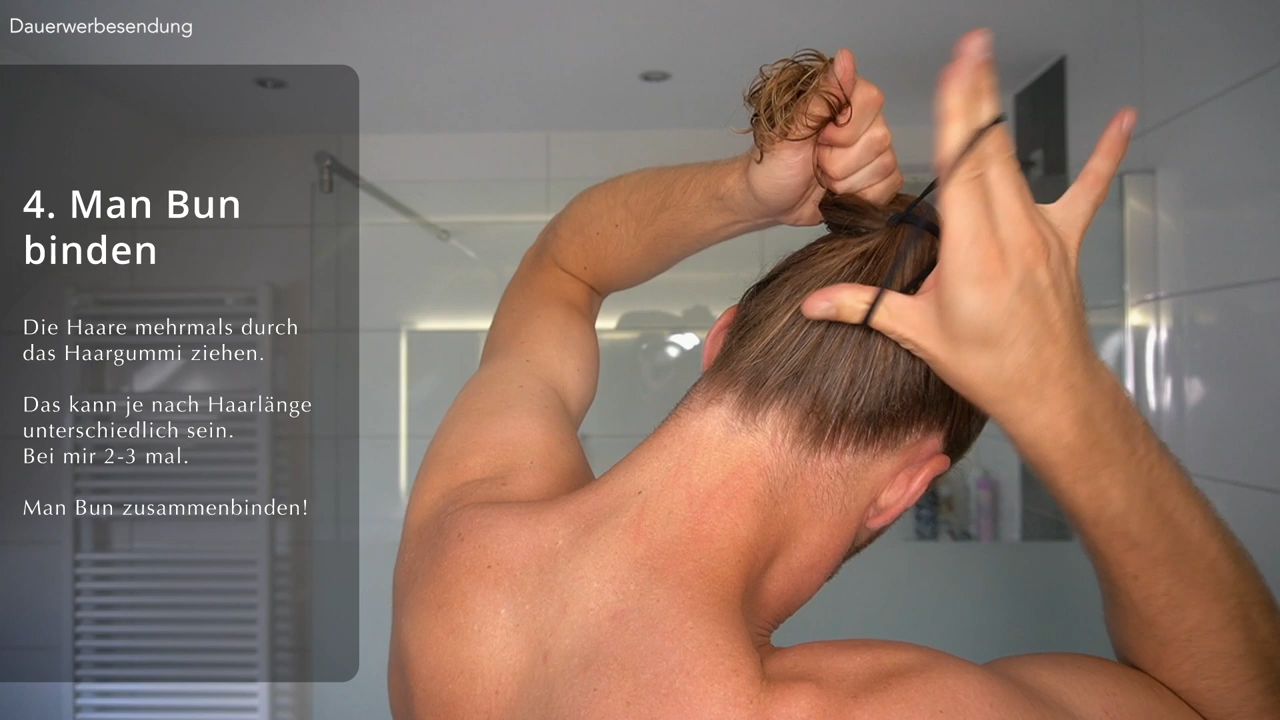 Dauerwerbesendung
4. Man Bun
binden
Die Haare mehrmals durch
das Haargummi ziehen.
Das kann je nach Haarlänge
unterschiedlich sein.
Bei mir 2-3 mal.
Man Bun zusammenbinden!